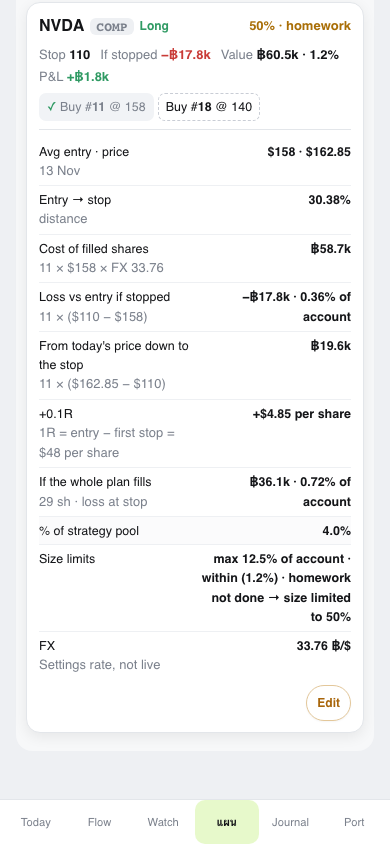 NVDA COMP Long 50% · homework
Stop 110 If stopped −฿17.8k Value ฿60.5k · 1.2%
P&L +฿1.8k
✓ Buy #11 @ 158 Buy #18 @ 140
Avg entry · price $158 · $162.85
13 Nov
Entry → stop 30.38%
distance
Cost of filled shares ฿58.7k
11 × $158 × FX 33.76
Loss vs entry if stopped −฿17.8k · 0.36% of
11 × ($110 − $158) account
From today's price down to ฿19.6k
the stop
11 × ($162.85 − $110)
+0.1R +$4.85 per share
1R = entry − first stop =
$48 per share
If the whole plan fills ฿36.1k · 0.72% of
29 sh · loss at stop account
% of strategy pool 4.0%
Size limits max 12.5% of account ·
within (1.2%) · homework
not done → size limited
to 50%
FX 33.76 ฿/$
Settings rate, not live
Edit
Today Flow Watch แผน Journal Port